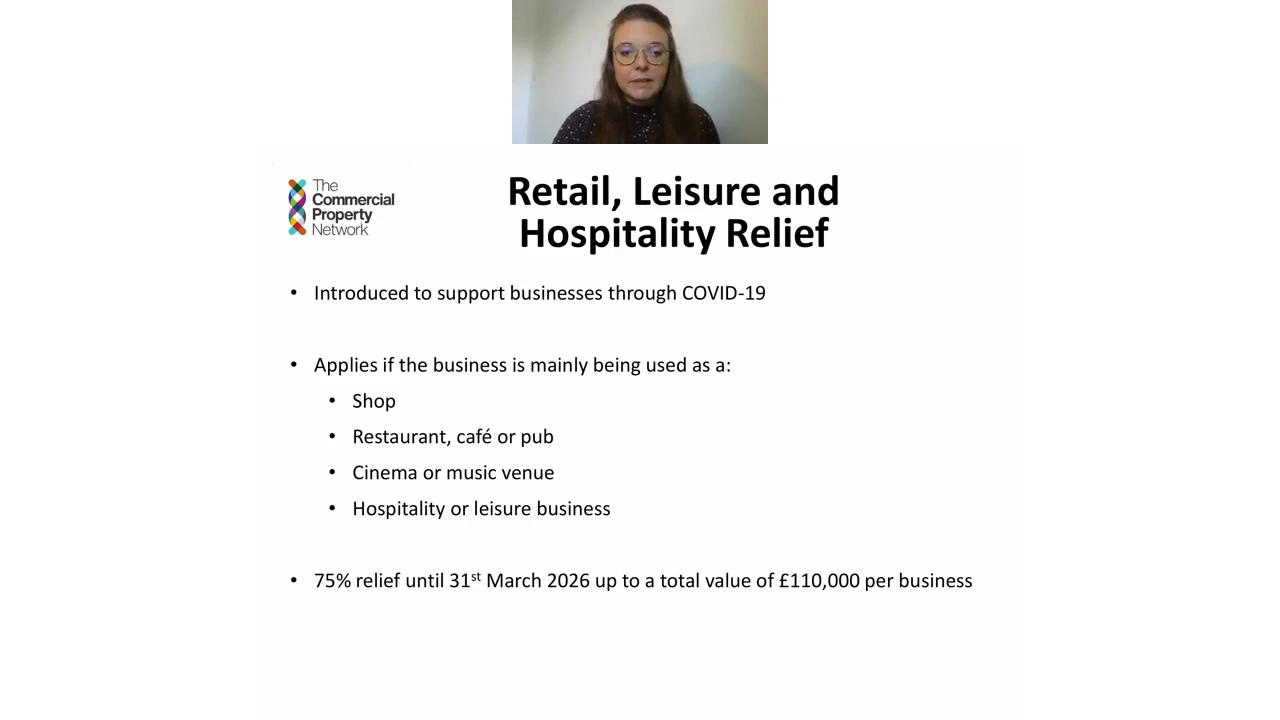 The
Commercial
Property
Network
Retail, Leisure and
Hospitality Relief
• Introduced to support businesses through COVID-19
• Applies if the business is mainly being used as a:
• Shop
• Restaurant, café or pub
• Cinema or music venue
• Hospitality or leisure business
• 75% relief until 31st March 2026 up to a total value of £110,000 per business